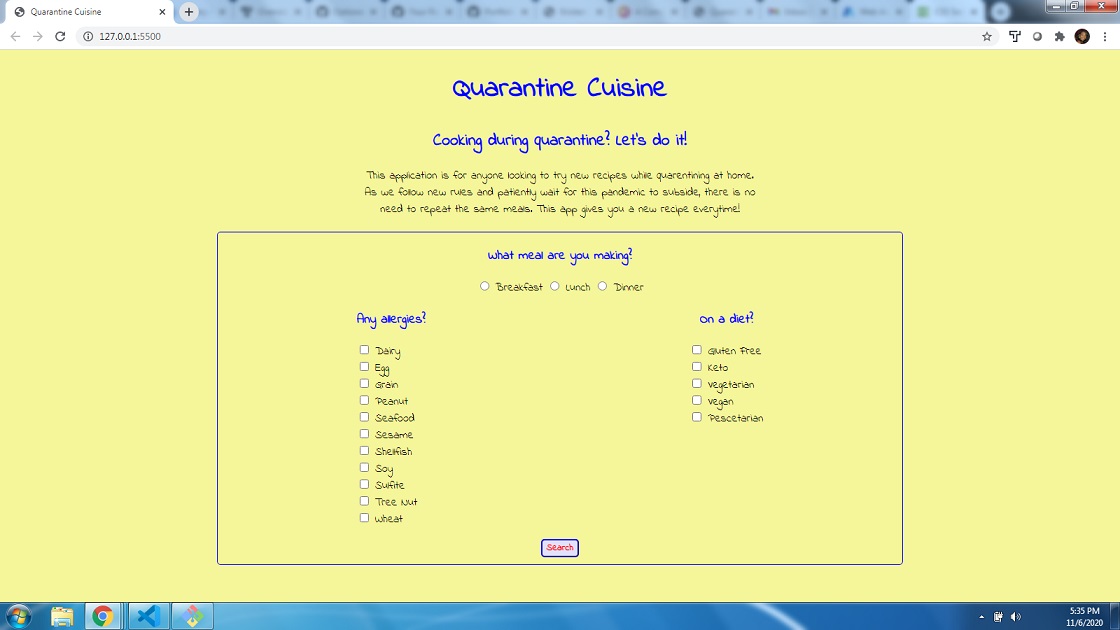 Quarantine Cuisine
127.0.0.1:5500
Quarantine Cuisine
Cooking during quarantine? Let's do it!
This application is for anyone looking to try new recipes while quarentining at home.
As we follow new rules and patiently wait for this pandemic to subside, there is no
need to repeat the same meals. This app gives you a new recipe everytime!
What meal are you making?
Breakfast Lunch Dinner
Any allergies?
Dairy
Egg
Grain
Peanut
Seafood
Sesame
Shellfish
Soy
Sulfite
Tree Nut
Wheat
On a diet?
Gluten Free
Keto
Vegetarian
Vegan
Pescetarian
Search
5:35 PM
11/6/2020